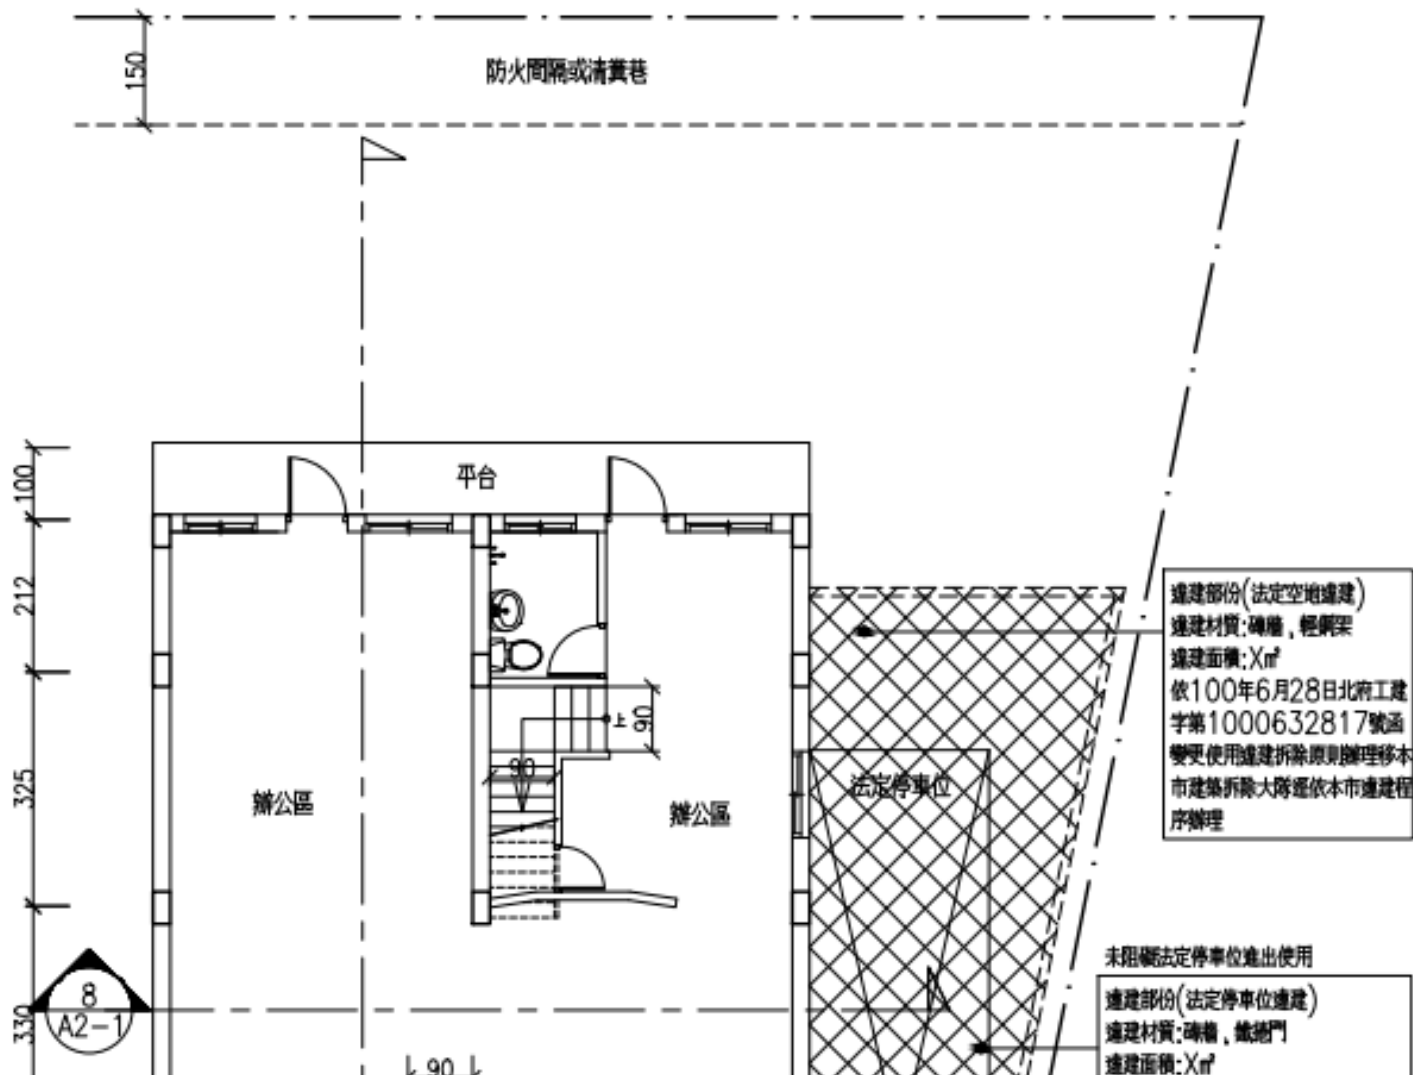 150
防火間隔或清糞巷
100
平台
212
違建部份(法定空地違建)
違建材質:磚牆，輕鋼架
違建面積:X㎡
依100年6月28日北府工建
字第1000632817號函
變更使用違建拆除原則辦理移本
市建築拆除大隊逕依本市違建程
序辦理
上
90
90
325
辦公區
辦公區
法定停車位
未阻礙法定停車位進出使用
違建部份(法定停車位違建)
違建材質:磚牆，鐵捲門
違建面積:X㎡
330
8
A2-1
90